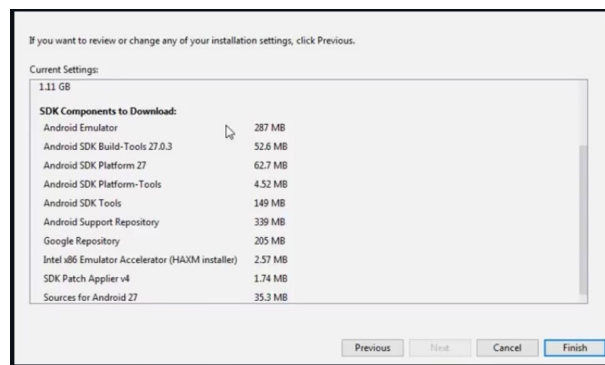 If you want to review or change any of your installation settings, click Previous.
Current Settings:
1.11 GB
SDK Components to Download:
Android Emulator 287 MB
Android SDK Build-Tools 27.0.3 52.6 MB
Android SDK Platform 27 62.7 MB
Android SDK Platform-Tools 4.52 MB
Android SDK Tools 149 MB
Android Support Repository 339 MB
Google Repository 205 MB
Intel x86 Emulator Accelerator (HAXM installer) 2.57 MB
SDK Patch Applier v4 1.74 MB
Sources for Android 27 35.3 MB
Previous Next Cancel Finish